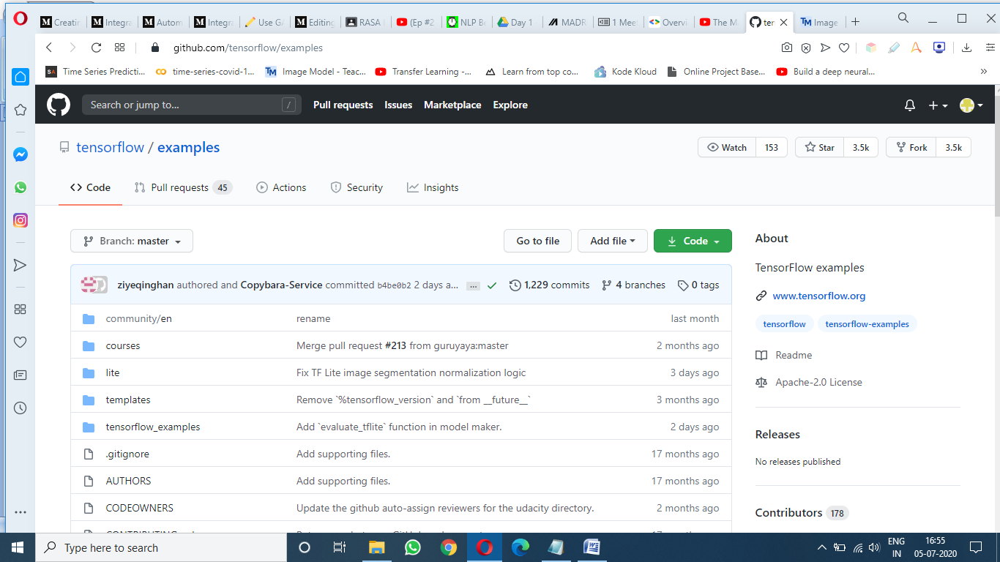 Creatin Integra Autom Integra Use GA Editing RASA (Ep #2 NLP Be Day 1 MADR 1 Mee Overvi The M ter Image
github.com/tensorflow/examples
Time Series Predicti... time-series-covid-1... Image Model - Teac... Transfer Learning -... Learn from top co... Kode Kloud Online Project Base... Build a deep neural... »
Search or jump to... / Pull requests Issues Marketplace Explore
tensorflow / examples Watch 153 Star 3.5k Fork 3.5k
Code Pull requests 45 Actions Security Insights
Branch: master Go to file Add file Code About
TensorFlow examples
ziyeqinghan authored and Copybara-Service committed b4be0b2 2 days a... ... 1,229 commits 4 branches 0 tags
www.tensorflow.org
community/en rename last month
tensorflow tensorflow-examples
courses Merge pull request #213 from guruyaya:master 2 months ago
Readme
lite Fix TF Lite image segmentation normalization logic 3 days ago
Apache-2.0 License
templates Remove `%tensorflow_version` and `from __future__` 3 months ago
tensorflow_examples Add `evaluate_tflite` function in model maker. 2 days ago
Releases
.gitignore Add supporting files. 17 months ago
No releases published
AUTHORS Add supporting files. 17 months ago
CODEOWNERS Update the github auto-assign reviewers for the udacity directory. 2 months ago
Contributors 178
Type here to search ENG 16:55
IN 05-07-2020